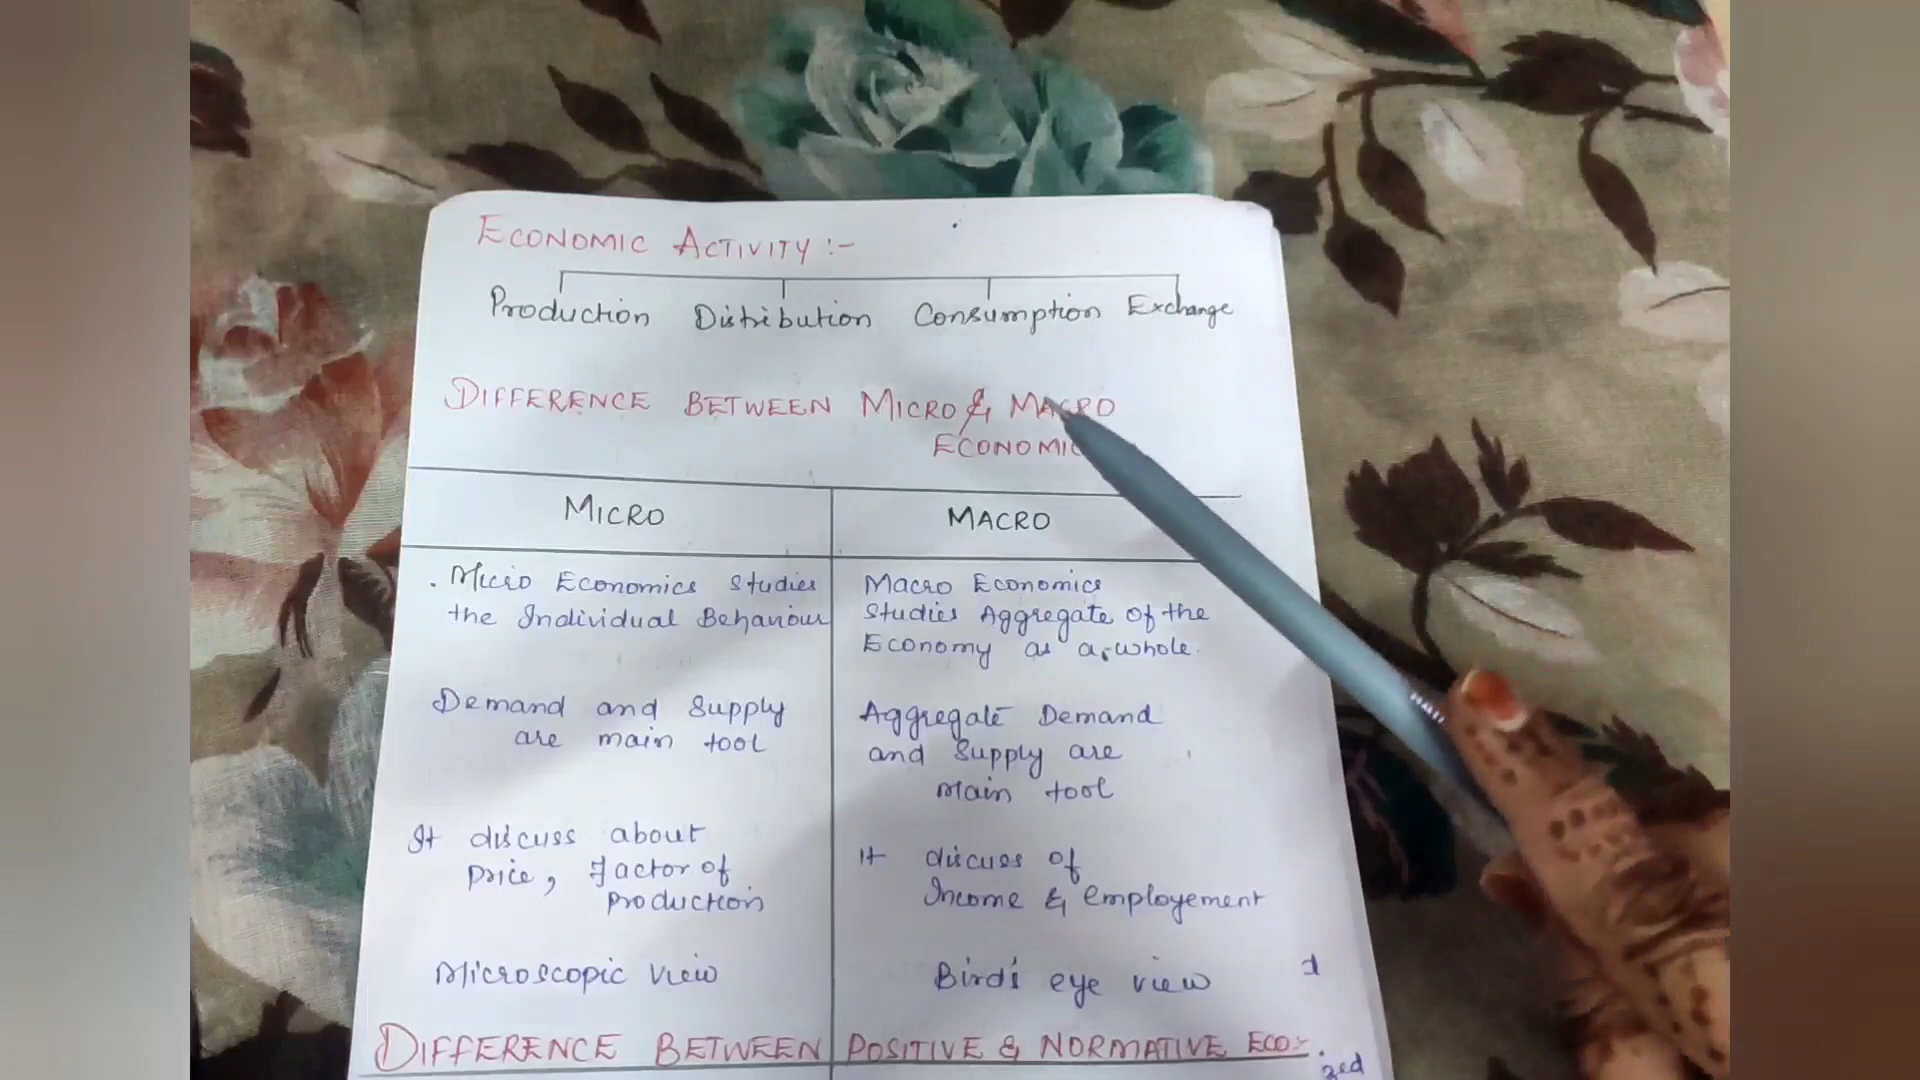 ECONOMIC ACTIVITY :-
Production Distribution Consumption Exchange
DIFFERENCE BETWEEN MICRO & MACRO
ECONOMIC
MICRO
. Micro Economics Studies
the Individual Behaviour
Demand and Supply
are main tool
It discuss about
price, Factor of
production
Microscopic view
MACRO
Macro Economics
Studies Aggregate of the
Economy as a whole.
Aggregate Demand
and Supply are
main tool
It discuss of
Income & employement
Bird's eye view
DIFFERENCE BETWEEN POSITIVE & NORMATIVE ECO:-
zed